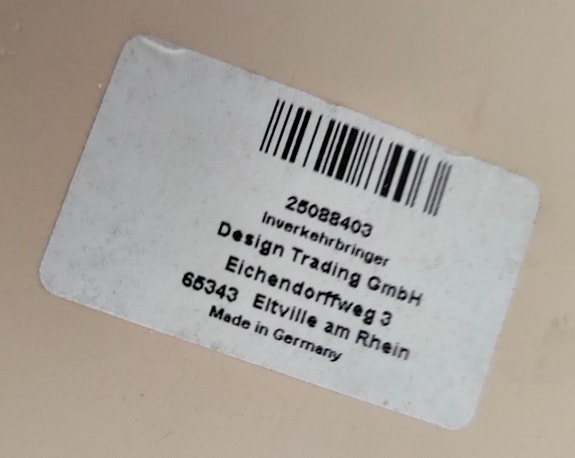 25088403
Inverkehrbringer
Design Trading GmbH
Eichendorffweg 3
65343 Eltville am Rhein
Made in Germany